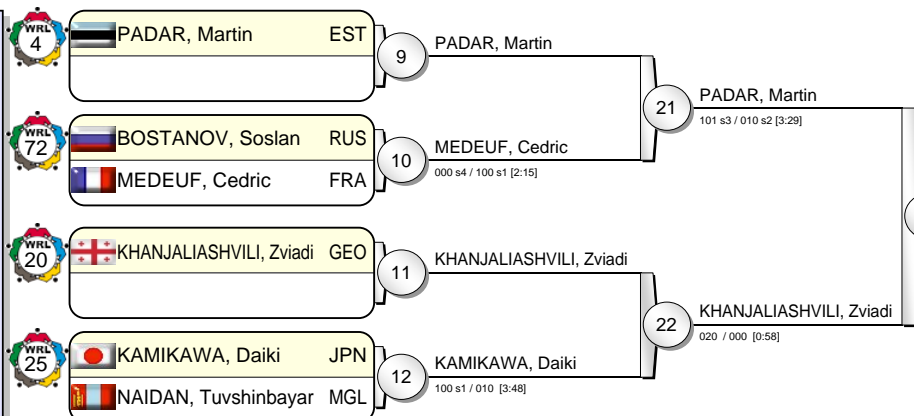 WRL
4
PADAR, Martin EST
9
PADAR, Martin
21
PADAR, Martin
101 s3 / 010 s2 [3:29]
WRL
72
BOSTANOV, Soslan RUS
MEDEUF, Cedric FRA
10
MEDEUF, Cedric
000 s4 / 100 s1 [2:15]
WRL
20
KHANJALIASHVILI, Zviadi GEO
11
KHANJALIASHVILI, Zviadi
22
KHANJALIASHVILI, Zviadi
020 / 000 [0:58]
WRL
25
KAMIKAWA, Daiki JPN
NAIDAN, Tuvshinbayar MGL
12
KAMIKAWA, Daiki
100 s1 / 010 [3:48]